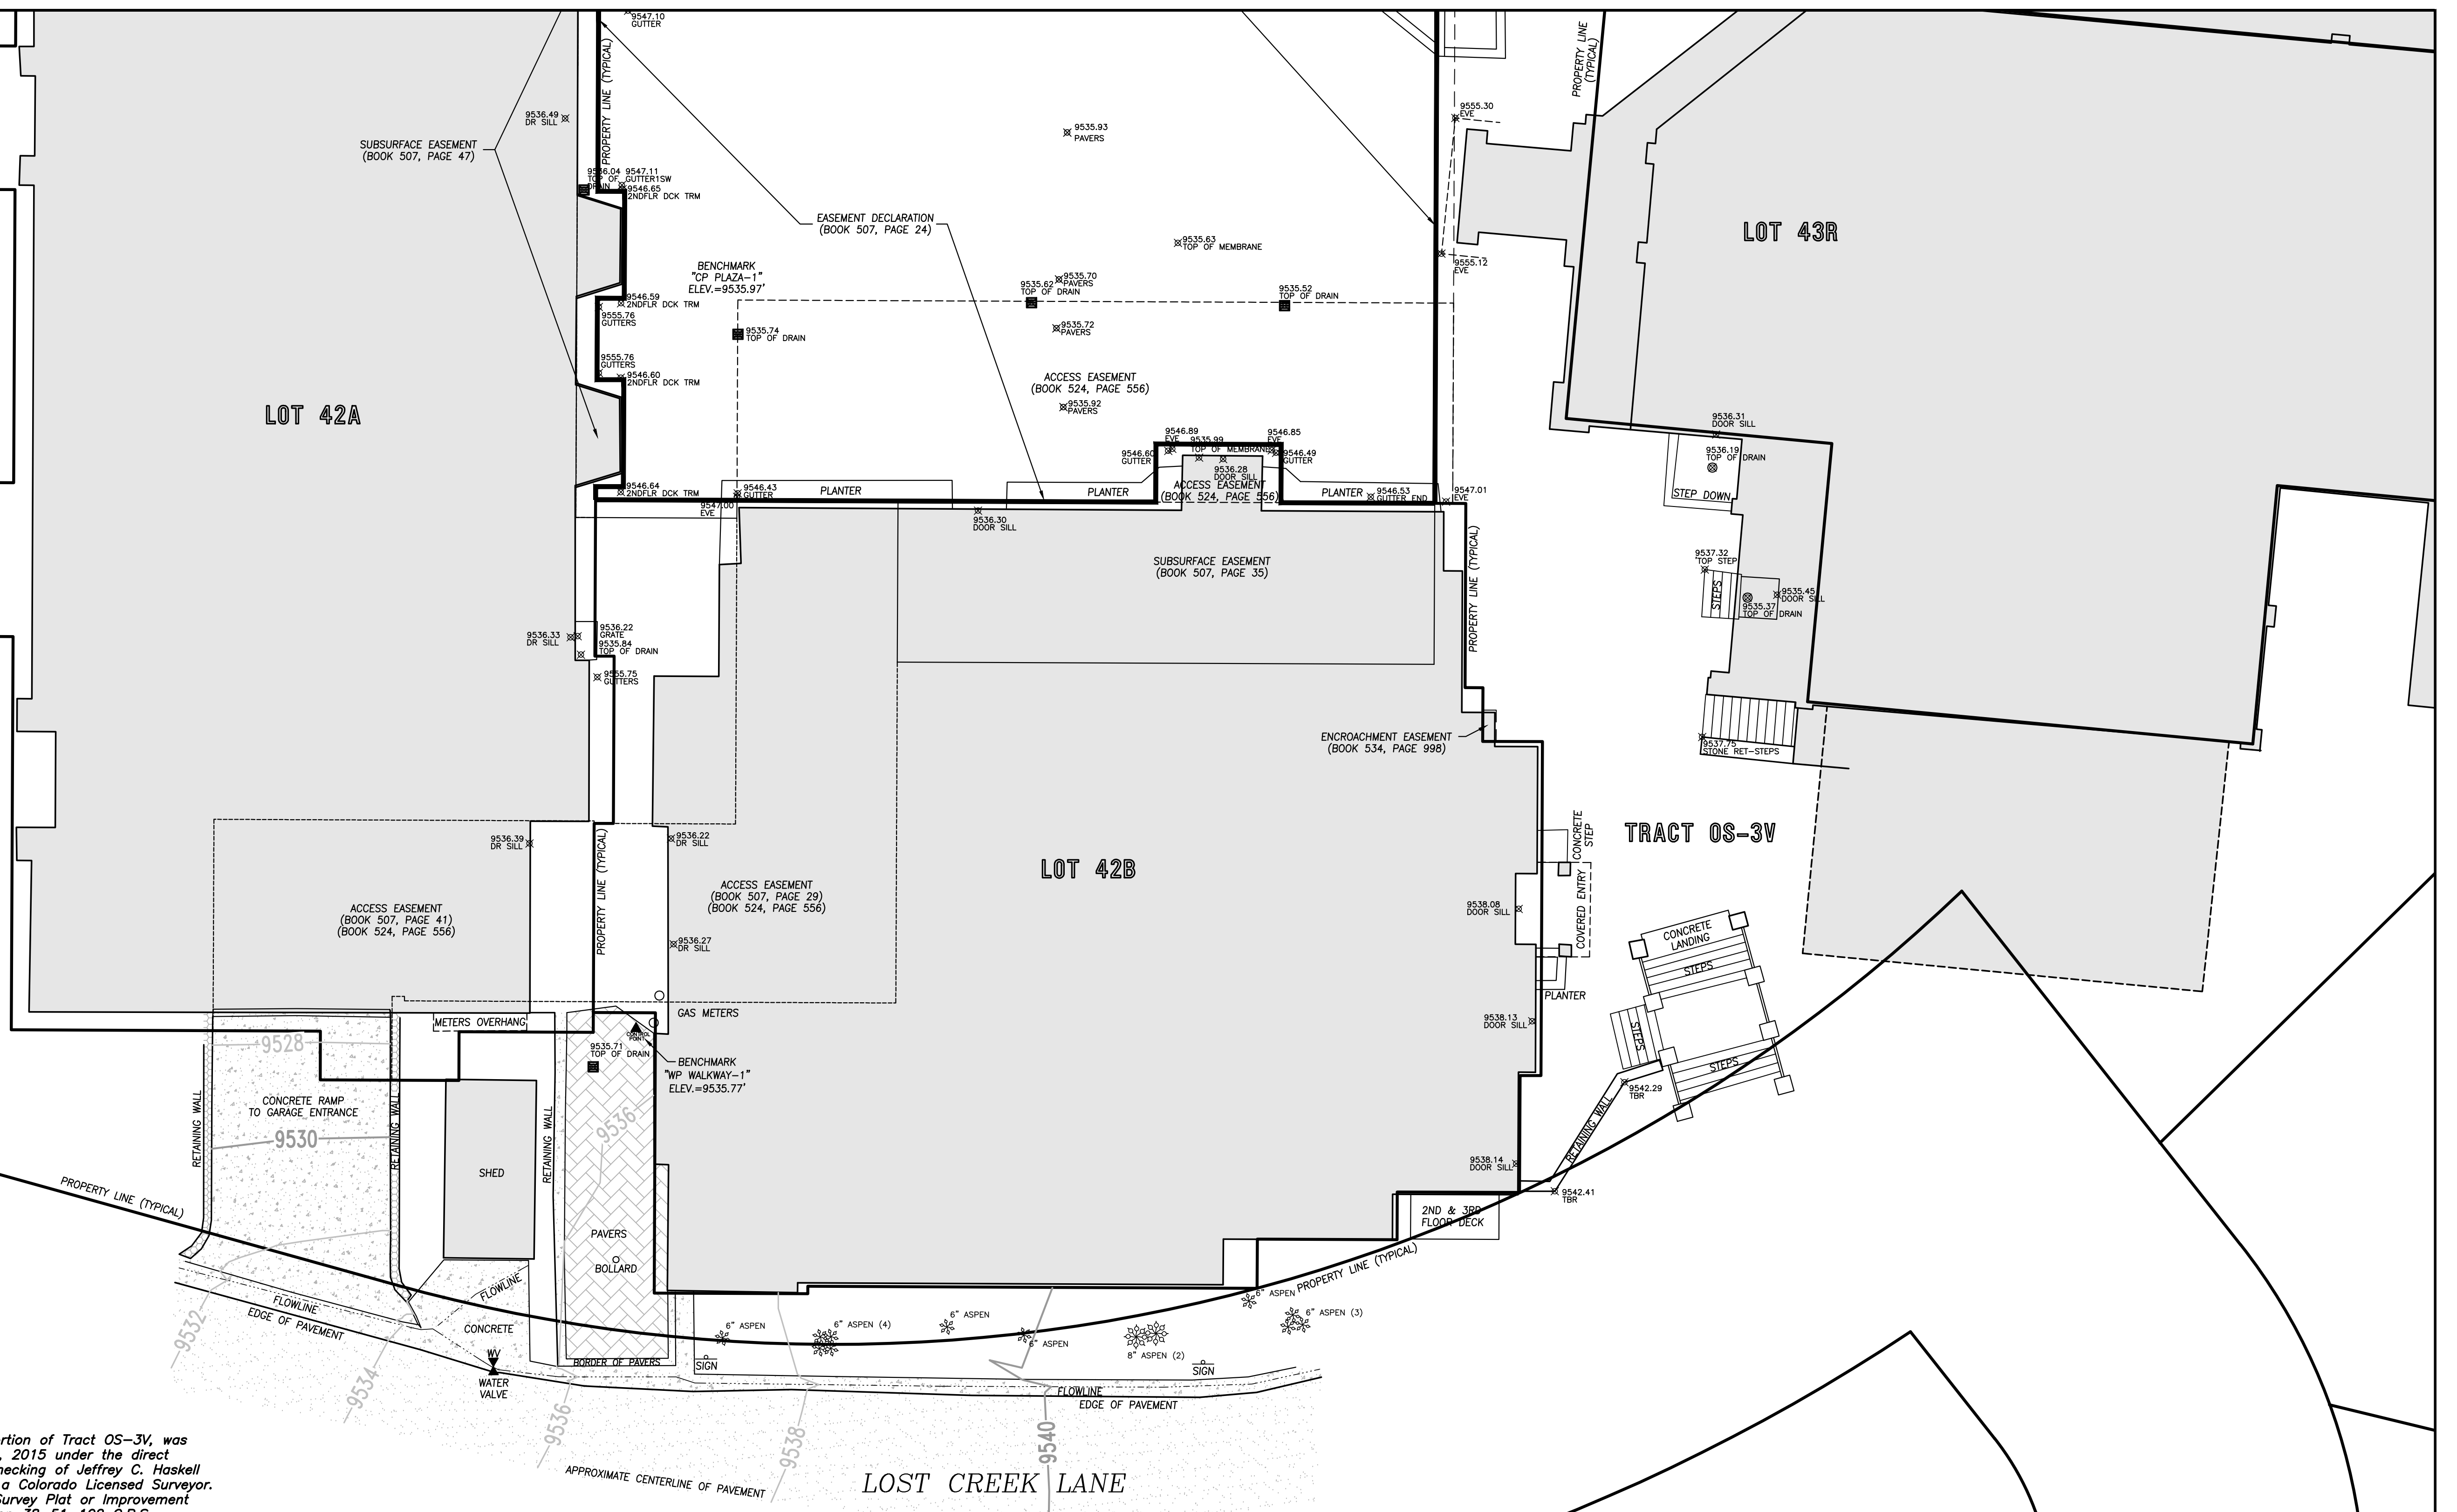 9547.10
GUTTER
PROPERTY LINE (TYPICAL)
PROPERTY LINE
(TYPICAL)
9536.49
DR SILL
9555.30
EVE
9535.93
PAVERS
SUBSURFACE EASEMENT
(BOOK 507, PAGE 47)
9536.04
TOP OF
DRAIN
9547.11
GUTTER1SW
9546.65
2NDFLR DCK TRM
EASEMENT DECLARATION
(BOOK 507, PAGE 24)
LOT 43R
9535.63
TOP OF MEMBRANE
9555.12
EVE
BENCHMARK
"CP PLAZA-1"
ELEV.=9535.97'
9535.70
PAVERS
9535.62
TOP OF DRAIN
9535.52
TOP OF DRAIN
9546.59
2NDFLR DCK TRM
9555.76
GUTTERS
9535.74
TOP OF DRAIN
9535.72
PAVERS
9555.76
GUTTERS
9546.60
2NDFLR DCK TRM
ACCESS EASEMENT
(BOOK 524, PAGE 556)
9535.92
PAVERS
LOT 42A
9536.31
DOOR SILL
9536.19
TOP OF DRAIN
9546.89
EVE
9535.99
TOP OF MEMBRANE
9546.85
EVE
9546.60
GUTTER
9546.49
GUTTER
9536.28
DOOR SILL
ACCESS EASEMENT
(BOOK 524, PAGE 556)
STEP DOWN
9546.64
2NDFLR DCK TRM
9546.43
GUTTER
PLANTER
PLANTER
PLANTER
9546.53
GUTTER END
9547.01
EVE
9547.00
EVE
9536.30
DOOR SILL
PROPERTY LINE (TYPICAL)
SUBSURFACE EASEMENT
(BOOK 507, PAGE 35)
9537.32
TOP STEP
STEPS
9535.45
DOOR SILL
9535.37
TOP OF DRAIN
9536.33
DR SILL
9536.22
GRATE
9535.84
TOP OF DRAIN
9555.75
GUTTERS
ENCROACHMENT EASEMENT
(BOOK 534, PAGE 998)
9537.75
STONE RET-STEPS
9536.39
DR SILL
9536.22
DR SILL
PROPERTY LINE (TYPICAL)
LOT 42B
CONCRETE
STEP
TRACT OS-3V
ACCESS EASEMENT
(BOOK 507, PAGE 29)
(BOOK 524, PAGE 556)
ACCESS EASEMENT
(BOOK 507, PAGE 41)
(BOOK 524, PAGE 556)
9538.08
DOOR SILL
COVERED ENTRY
CONCRETE
LANDING
STEPS
9536.27
DR SILL
PLANTER
GAS METERS
METERS OVERHANG
CONTROL
POINT
9538.13
DOOR SILL
STEPS
STEPS
9528
9535.71
TOP OF DRAIN
BENCHMARK
"WP WALKWAY-1"
ELEV.=9535.77'
9542.29
TBR
RETAINING WALL
CONCRETE RAMP
TO GARAGE ENTRANCE
9530
RETAINING WALL
RETAINING WALL
9536
RETAINING WALL
SHED
9538.14
DOOR SILL
9542.41
TBR
PROPERTY LINE (TYPICAL)
2ND & 3RD
FLOOR DECK
PAVERS
BOLLARD
PROPERTY LINE (TYPICAL)
FLOWLINE
FLOWLINE
EDGE OF PAVEMENT
CONCRETE
9532
6" ASPEN
6" ASPEN (4)
6" ASPEN
6" ASPEN
8" ASPEN (2)
6" ASPEN
6" ASPEN (3)
WV
WATER
VALVE
BORDER OF PAVERS
SIGN
SIGN
FLOWLINE
EDGE OF PAVEMENT
9534
9536
9538
9540
APPROXIMATE CENTERLINE OF PAVEMENT
LOST CREEK LANE
rtion of Tract OS-3V, was
, 2015 under the direct
hecking of Jeffrey C. Haskell
a Colorado Licensed Surveyor.
Survey Plat or Improvement